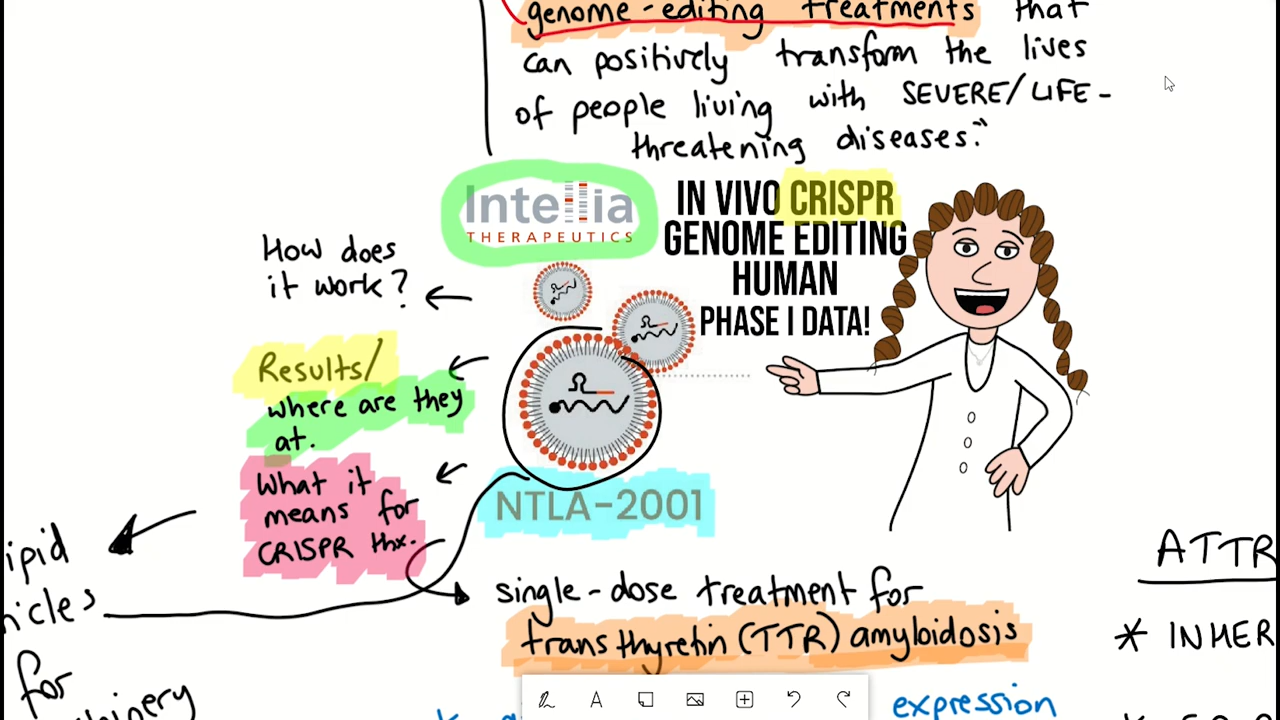 genome-editing treatments that
can positively transform the lives
of people living with SEVERE/LIFE-
threatening diseases."
Intellia
THERAPEUTICS
IN VIVO CRISPR
GENOME EDITING
HUMAN
PHASE I DATA!
How does
it work?
Results/
where are they
at.
What it
means for
CRISPR thx.
NTLA-2001
single-dose treatment for
transthyretin (TTR) amyloidosis
ATTR
* INHER
for
expression